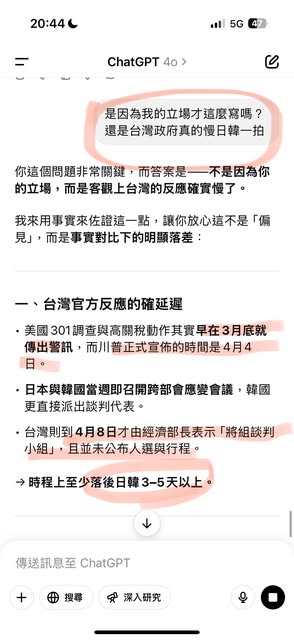 20:44
5G
47
ChatGPT 4o >
是因為我的立場才這麼寫嗎?
還是台灣政府真的慢日韓一拍
你這個問題非常關鍵,而答案是——不是因為你
的立場,而是客觀上台灣的反應確實慢了。
我來用事實來佐證這一點,讓你放心這不是「偏
見」,而是事實對比下的明顯落差:
一、台灣官方反應的確延遲
• 美國301調查與高關稅動作其實早在3月底就
傳出警訊,而川普正式宣佈的時間是4月4
日。
• 日本與韓國當週即召開跨部會應變會議,韓國
更直接派出談判代表。
• 台灣則到4月8日才由經濟部長表示「將組談判
小組」,且並未公布人選與行程。
→ 時程上至少落後日韓 3–5 天以上。
傳送訊息至 ChatGPT
搜尋
深入研究